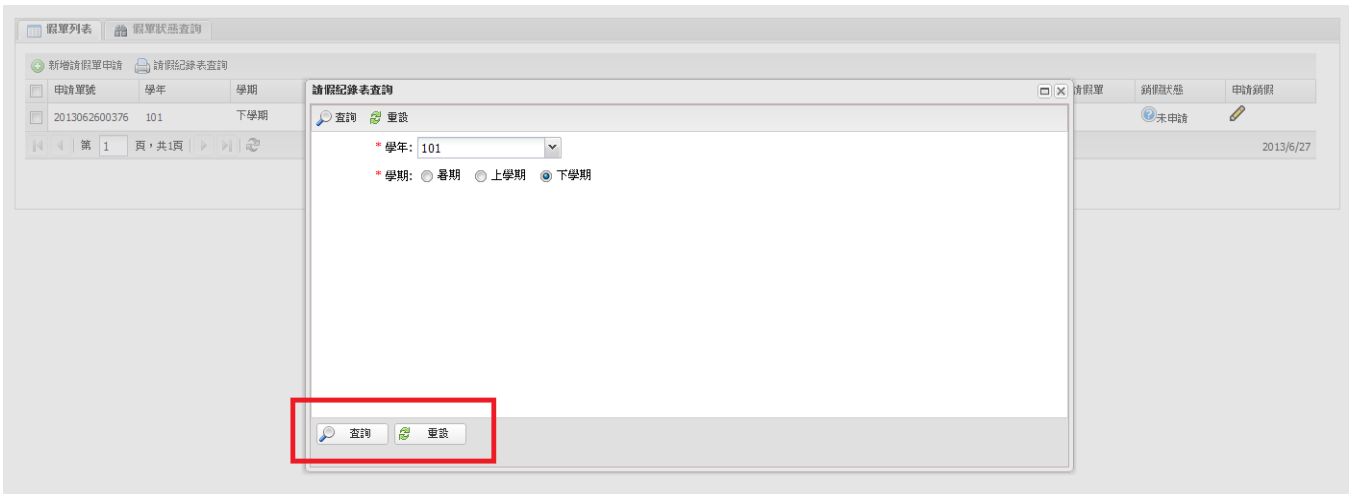 假單列表 假單狀態查詢
新增請假單申請 請假紀錄表查詢
申請單號 學年 學期 請假單 銷假狀態 申請銷假
2013062600376 101 下學期 未申請
第 1 頁，共1頁 2013/6/27
請假紀錄表查詢
查詢 重設
* 學年: 101
* 學期: 暑期 上學期 下學期
查詢 重設